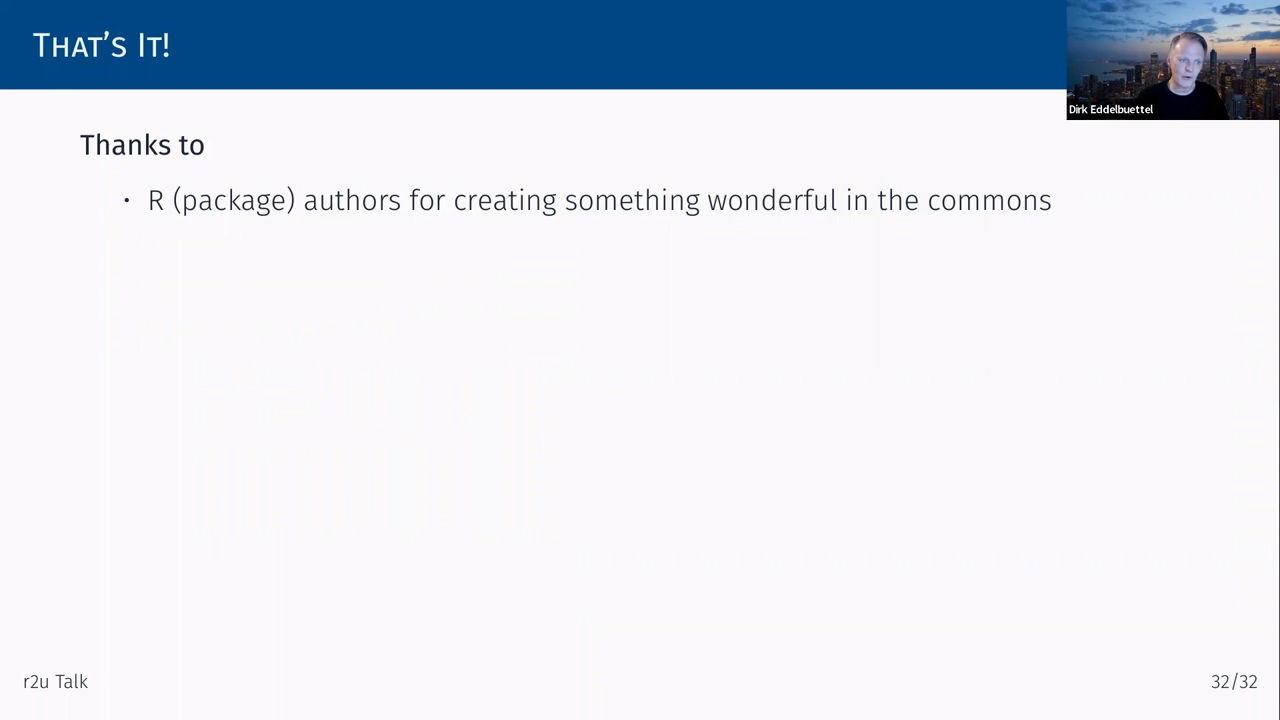 That's It!
Dirk Eddelbuettel
Thanks to
• R (package) authors for creating something wonderful in the commons
r2u Talk
32/32